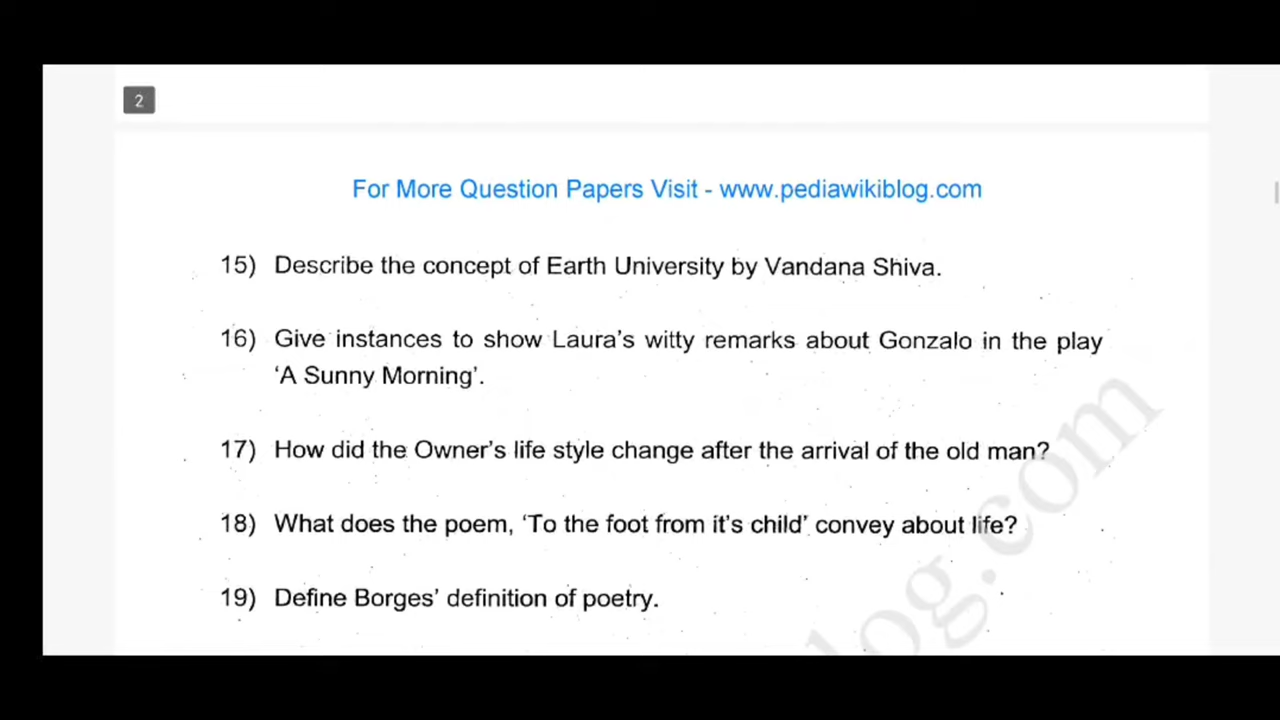 2
For More Question Papers Visit - www.pediawikiblog.com
15) Describe the concept of Earth University by Vandana Shiva.
16) Give instances to show Laura's witty remarks about Gonzalo in the play
'A Sunny Morning'.
17) How did the Owner's life style change after the arrival of the old man?
18) What does the poem, 'To the foot from it's child' convey about life?
19) Define Borges' definition of poetry.
log.com